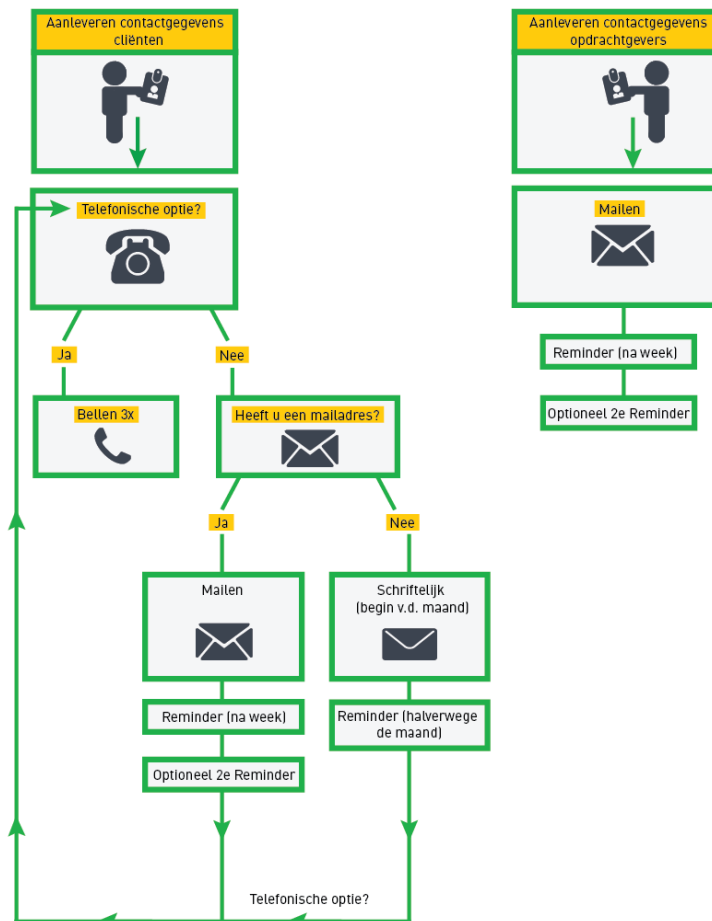 Aanleveren contactgegevens
cliënten
Aanleveren contactgegevens
opdrachtgevers
Telefonische optie?
Mailen
Ja
Nee
Reminder (na week)
Bellen 3x
Heeft u een mailadres?
Optioneel 2e Reminder
Ja
Nee
Mailen
Schriftelijk
(begin v.d. maand)
Reminder (na week)
Reminder (halverwege
de maand)
Optioneel 2e Reminder
Telefonische optie?